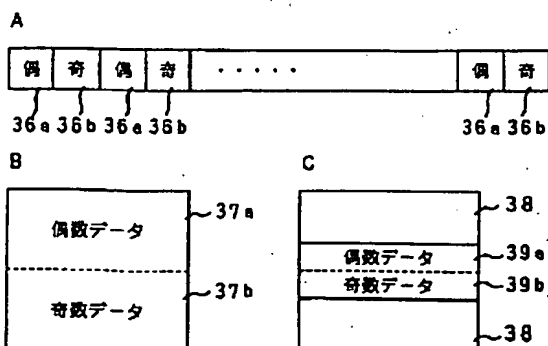 A
偶 奇 偶 奇 ・・・・・ 偶 奇
36a 36b 36a 36b 36a 36b
B
偶数データ
37a
奇数データ
37b
C
38
偶数データ
39a
奇数データ
39b
38